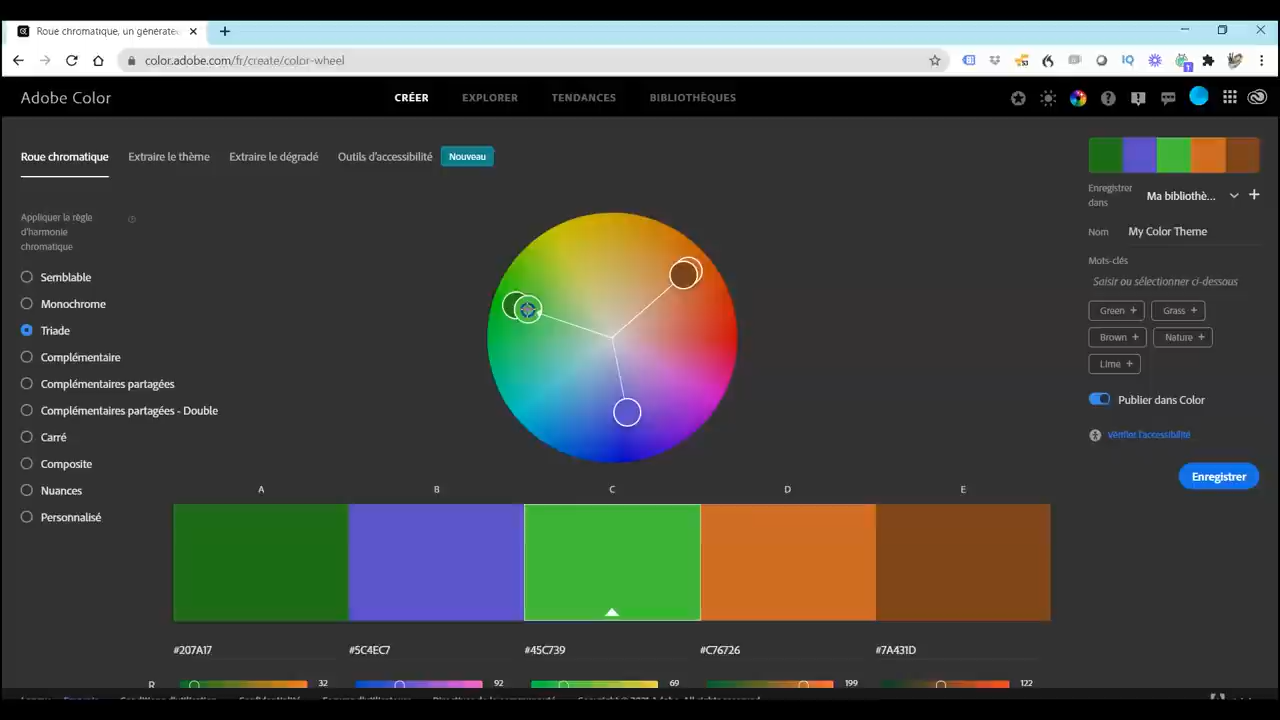 Roue chromatique, un générate
color.adobe.com/fr/create/color-wheel
Adobe Color
CRÉER
EXPLORER
TENDANCES
BIBLIOTHÈQUES
Roue chromatique
Extraire le thème
Extraire le dégradé
Outils d'accessibilité
Nouveau
Appliquer la règle
d'harmonie
chromatique
Semblable
Monochrome
Triade
Complémentaire
Complémentaires partagées
Complémentaires partagées - Double
Carré
Composite
Nuances
Personnalisé
Enregistrer
dans
Ma bibliothè...
Nom
My Color Theme
Mots-clés
Saisir ou sélectionner ci-dessous
Green +
Grass +
Brown +
Nature +
Lime +
Publier dans Color
Vérifier l'accessibilité
Enregistrer
A
B
C
D
E
#207A17
#5C4EC7
#45C739
#C76726
#7A431D
R
32
92
69
199
122